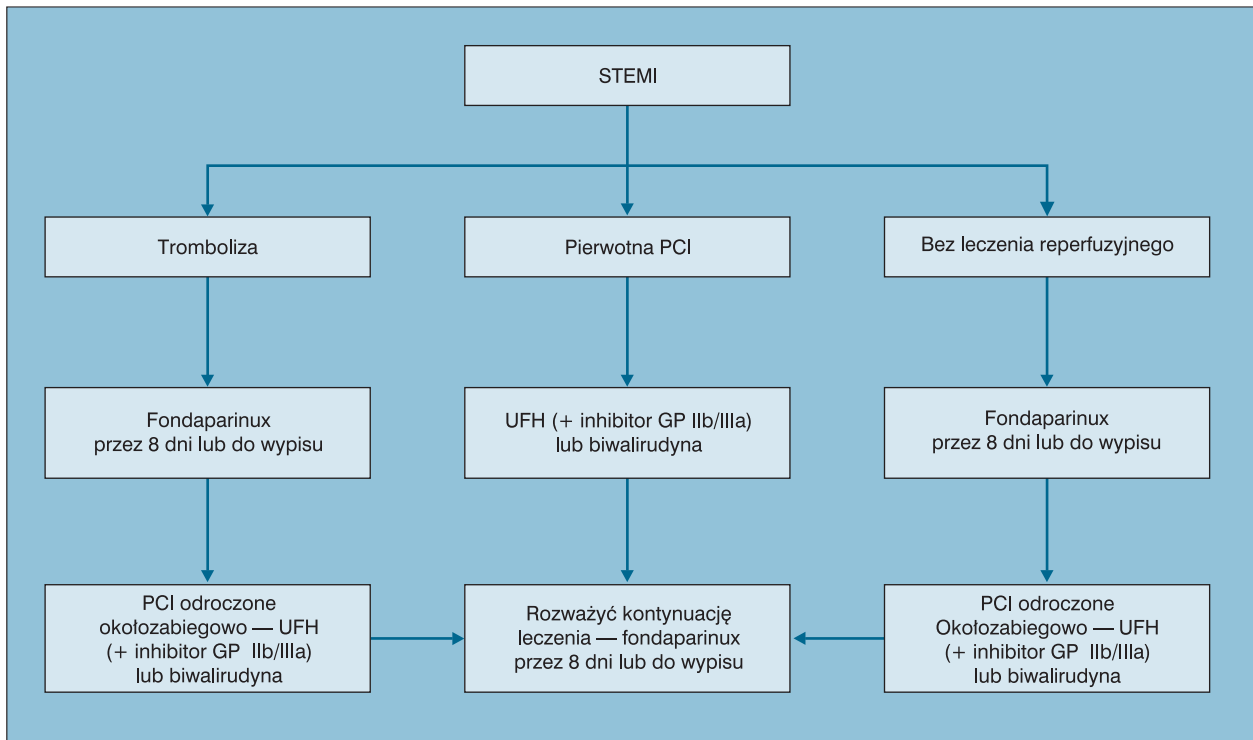 STEMI
Tromboliza
Pierwotna PCI
Bez leczenia reperfuzyjnego
Fondaparinux
przez 8 dni lub do wypisu
UFH (+ inhibitor GP IIb/IIIa)
lub biwalirudyna
Fondaparinux
przez 8 dni lub do wypisu
PCI odroczone
okołozabiegowo — UFH
(+ inhibitor GP IIb/IIIa)
lub biwalirudyna
Rozważyć kontynuację
leczenia — fondaparinux
przez 8 dni lub do wypisu
PCI odroczone
Okołozabiegowo — UFH
(+ inhibitor GP IIb/IIIa)
lub biwalirudyna